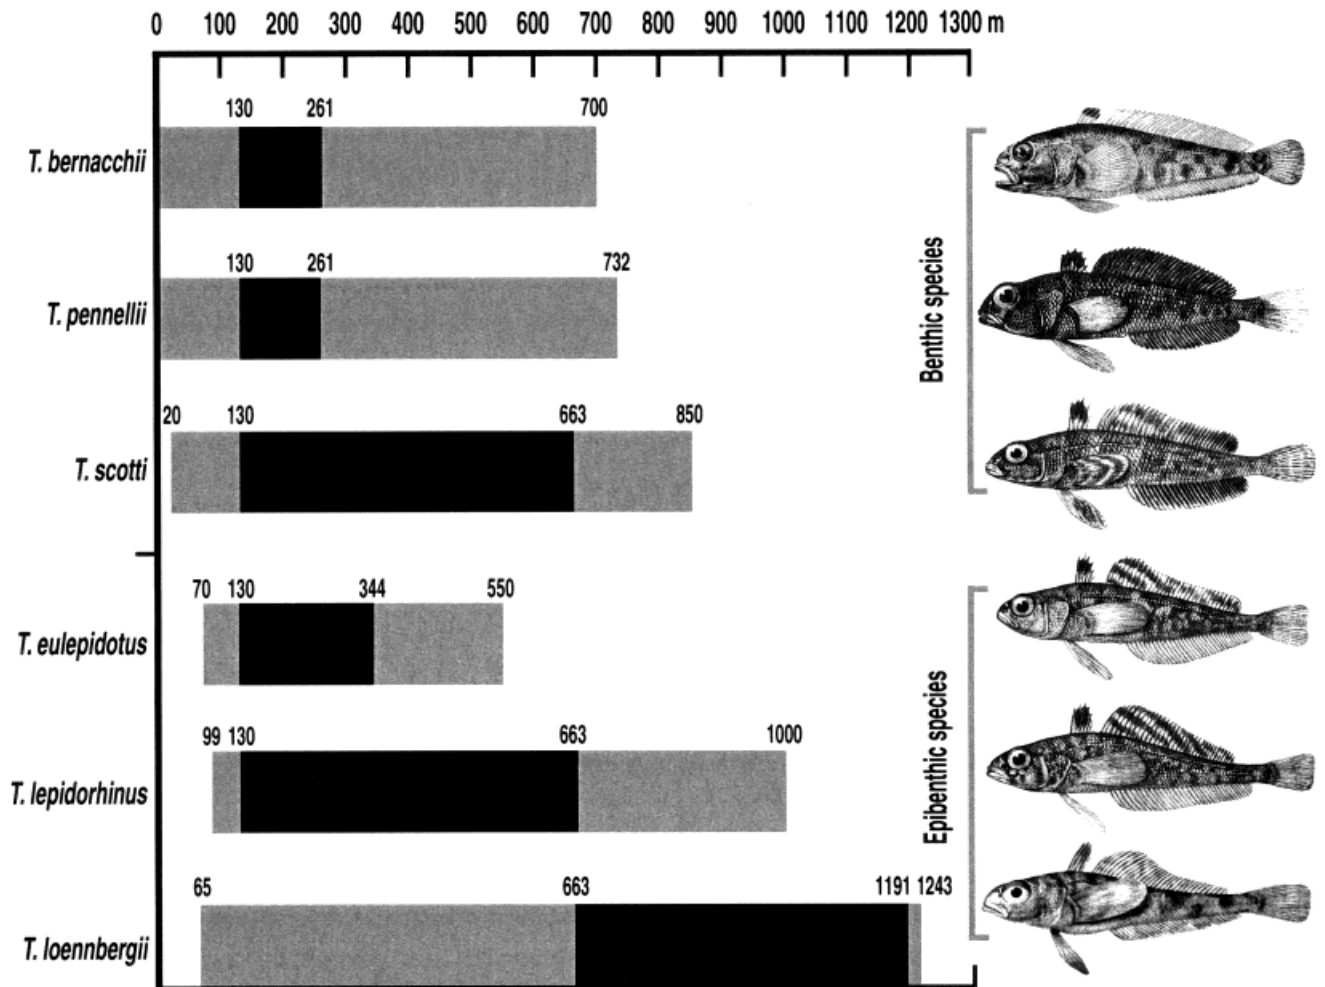 0 100 200 300 400 500 600 700 800 900 1000 1100 1200 1300 m
130 261 700
T. bernacchii
130 261 732
T. pennellii
20 130 663 850
T. scotti
Benthic species
70 130 344 550
T. eulepidotus
99 130 663 1000
T. lepidorhinus
65 663 1191 1243
T. loennbergii
Epibenthic species